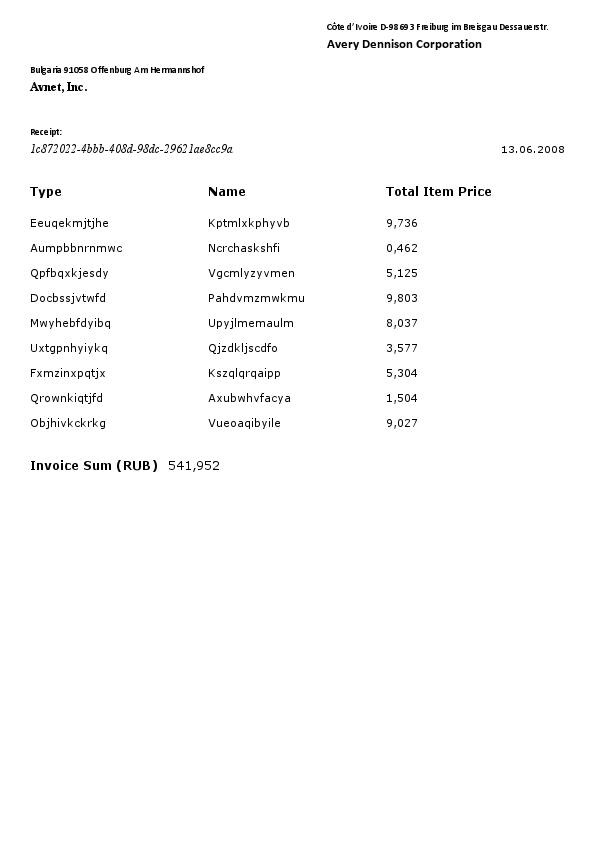 Côte d’Ivoire D-98693 Freiburg im Breisgau Dessauerstr.
Avery Dennison Corporation
Bulgaria 91058 Offenburg Am Hermannshof
Avnet, Inc.
Receipt:
1c872022-4bbb-408d-98dc-29621ae8cc9a 13.06.2008
Type Name Total Item Price
Eeuqekmjtjhe Kptmlxkphyvb 9,736
Aumpbbnrnmwc Ncrchaskshfi 0,462
Qpfbqxkjesdy Vgcmlyzyvmen 5,125
Docbssjvtwfd Pahdvmzmwkmu 9,803
Mwyhebfdyibq Upyjlmemaulm 8,037
Uxtgpnhyiykq Qjzdkljscdfo 3,577
Fxmzinxpqtjx Kszqlqrqaipp 5,304
Qrownkiqtjfd Axubwhvfacya 1,504
Objhivkckrkg Vueoaqibyile 9,027
Invoice Sum (RUB) 541,952